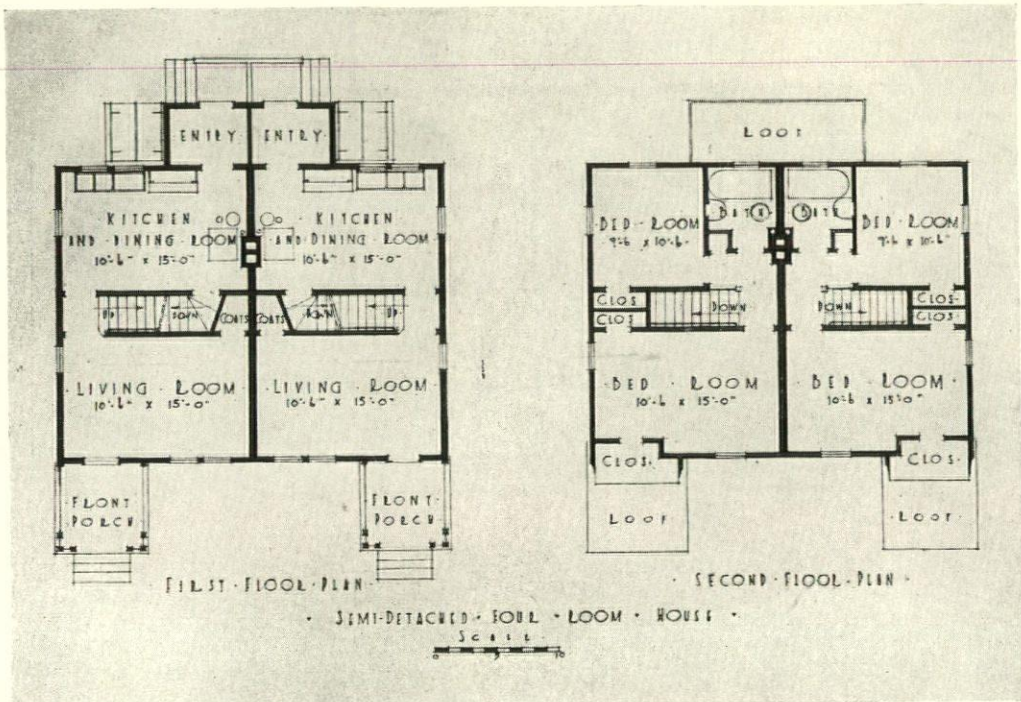 ENTRY
ENTRY
KITCHEN
AND DINING ROOM
10'-6" x 15'-0"
KITCHEN
AND DINING ROOM
10'-6" x 15'-0"
UP
DOWN
COATS
COATS
DOWN
UP
LIVING · ROOM
10'-6" x 15'-0"
LIVING · ROOM
10'-6" x 15'-0"
FRONT
PORCH
FRONT
PORCH
FIRST · FLOOR · PLAN
ROOF
BED · ROOM
9'-6 x 10'-6"
BATH
BATH
BED · ROOM
9'-6 x 10'-6"
CLOS
CLOS
DOWN
DOWN
CLOS
CLOS
BED · ROOM
10'-6 x 15'-0"
BED · ROOM
10'-6 x 15'-0"
CLOS
CLOS
ROOF
ROOF
SECOND · FLOOR · PLAN
SEMI-DETACHED · FOUR · ROOM · HOUSE
SCALE
0 5 10